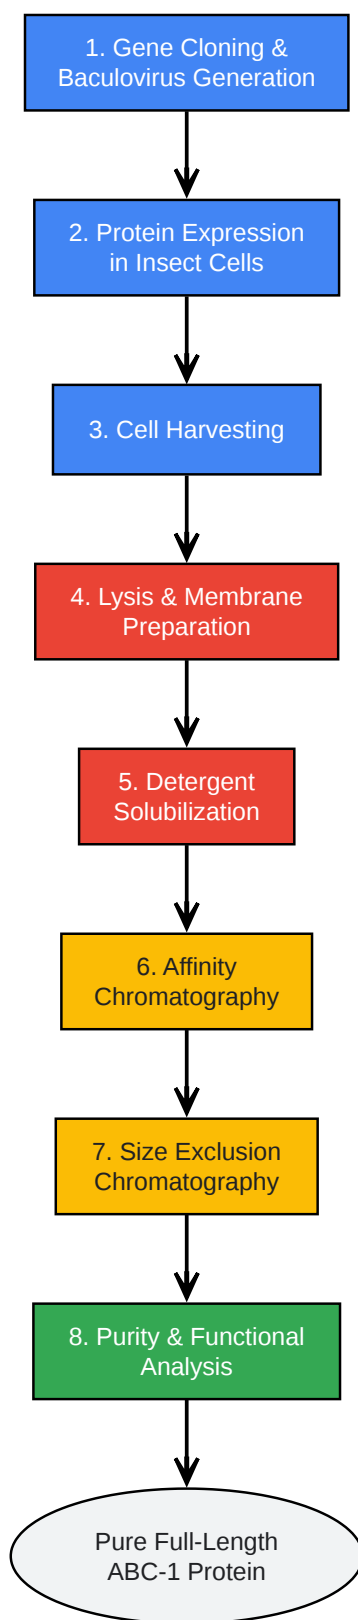 1. Gene Cloning &
Baculovirus Generation
2. Protein Expression
in Insect Cells
3. Cell Harvesting
4. Lysis & Membrane
Preparation
5. Detergent
Solubilization
6. Affinity
Chromatography
7. Size Exclusion
Chromatography
8. Purity & Functional
Analysis
Pure Full-Length
ABC-1 Protein